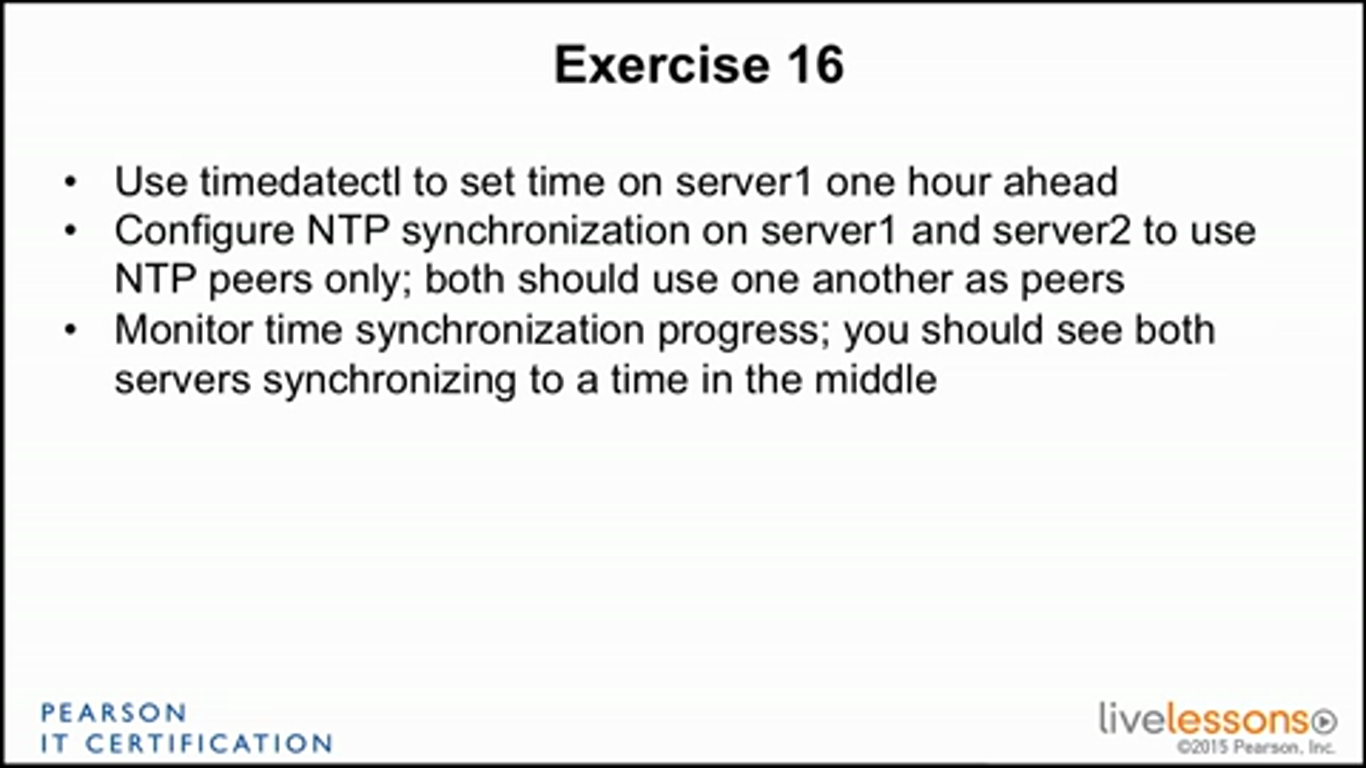 Exercise 16
• Use timedatectl to set time on server1 one hour ahead
• Configure NTP synchronization on server1 and server2 to use
NTP peers only; both should use one another as peers
• Monitor time synchronization progress; you should see both
servers synchronizing to a time in the middle
PEARSON
IT CERTIFICATION
livelessons
©2015 Pearson, Inc.